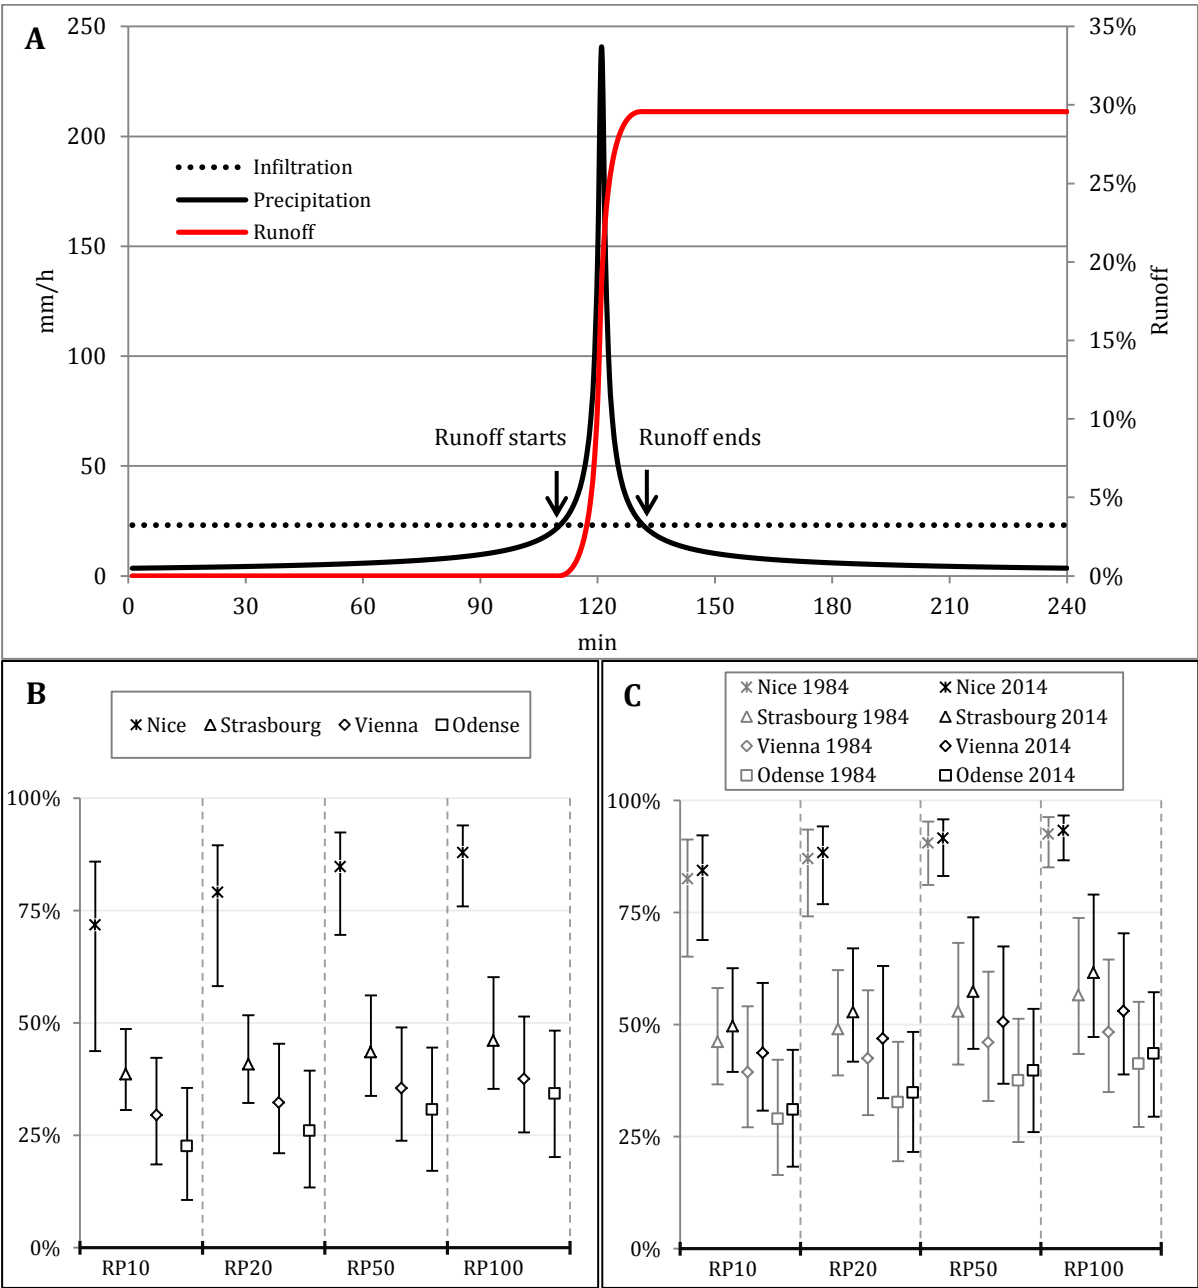 A
250
200
150
100
50
0
mm/h
35%
30%
25%
20%
15%
10%
5%
0%
Runoff
Infiltration
Precipitation
Runoff
Runoff starts
Runoff ends
0 30 60 90 120 150 180 210 240
min
B
Nice Strasbourg Vienna Odense
100%
75%
50%
25%
0%
RP10 RP20 RP50 RP100
C
Nice 1984 Nice 2014
Strasbourg 1984 Strasbourg 2014
Vienna 1984 Vienna 2014
Odense 1984 Odense 2014
100%
75%
50%
25%
0%
RP10 RP20 RP50 RP100